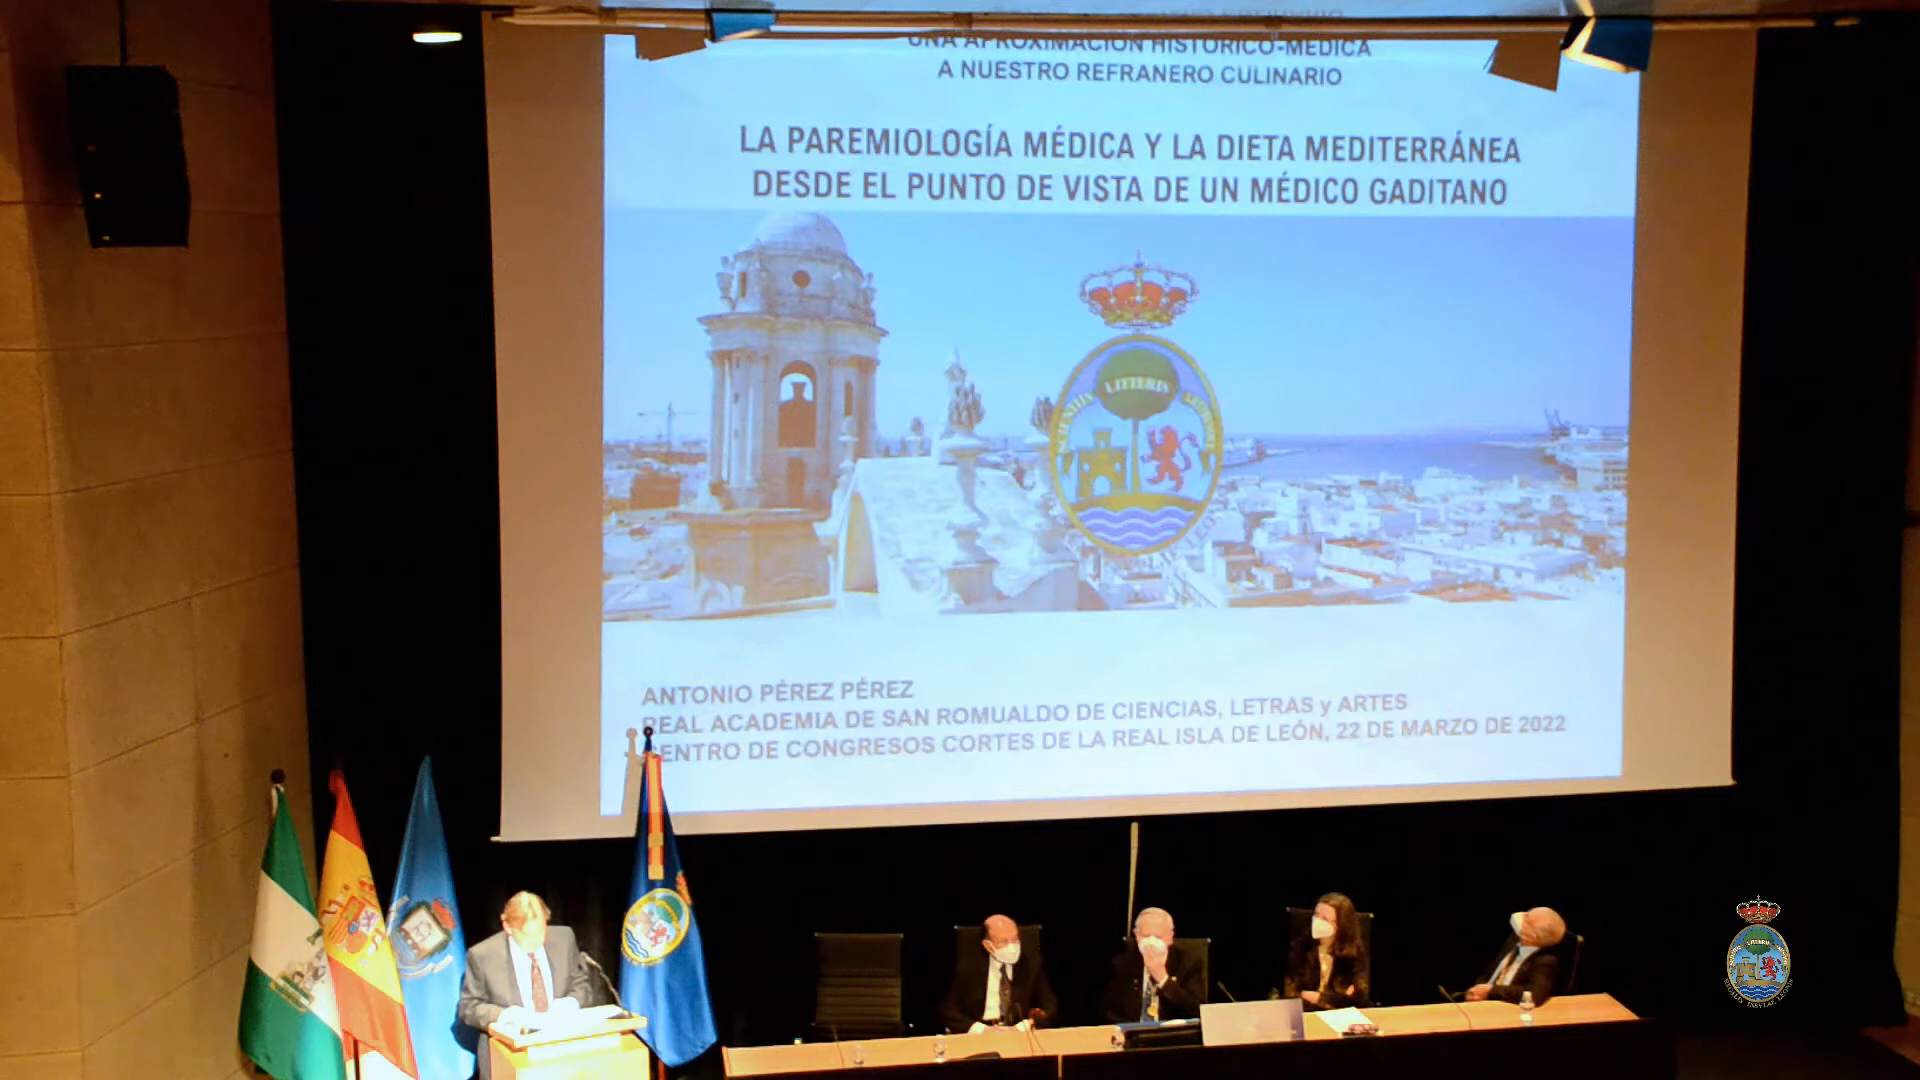 UNA APROXIMACIÓN HISTÓRICO-MÉDICA
A NUESTRO REFRANERO CULINARIO
LA PAREMIOLOGÍA MÉDICA Y LA DIETA MEDITERRÁNEA
DESDE EL PUNTO DE VISTA DE UN MÉDICO GADITANO
ANTONIO PÉREZ PÉREZ
REAL ACADEMIA DE SAN ROMUALDO DE CIENCIAS, LETRAS y ARTES
CENTRO DE CONGRESOS CORTES DE LA REAL ISLA DE LEÓN, 22 DE MARZO DE 2022